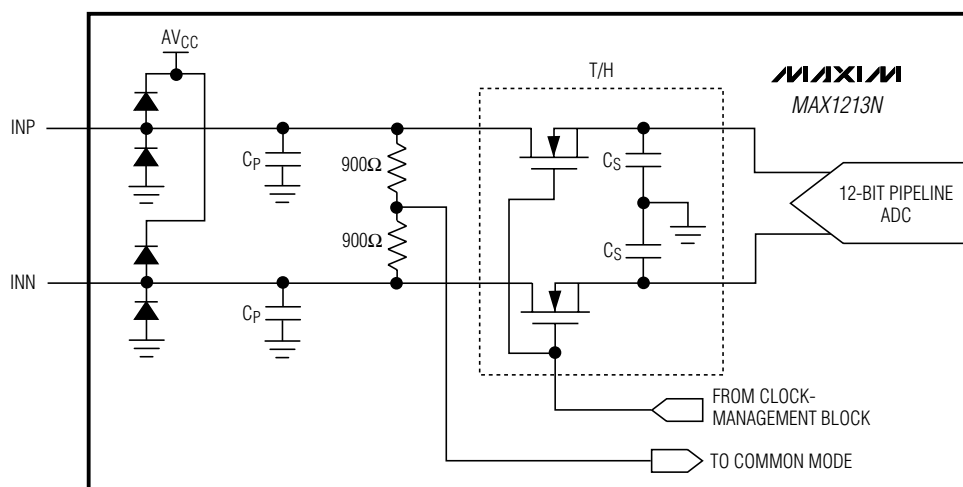 AVCC
T/H
MAXIM
MAX1213N
INP
CP
900Ω
CS
12-BIT PIPELINE
ADC
900Ω
CS
INN
CP
FROM CLOCK-
MANAGEMENT BLOCK
TO COMMON MODE